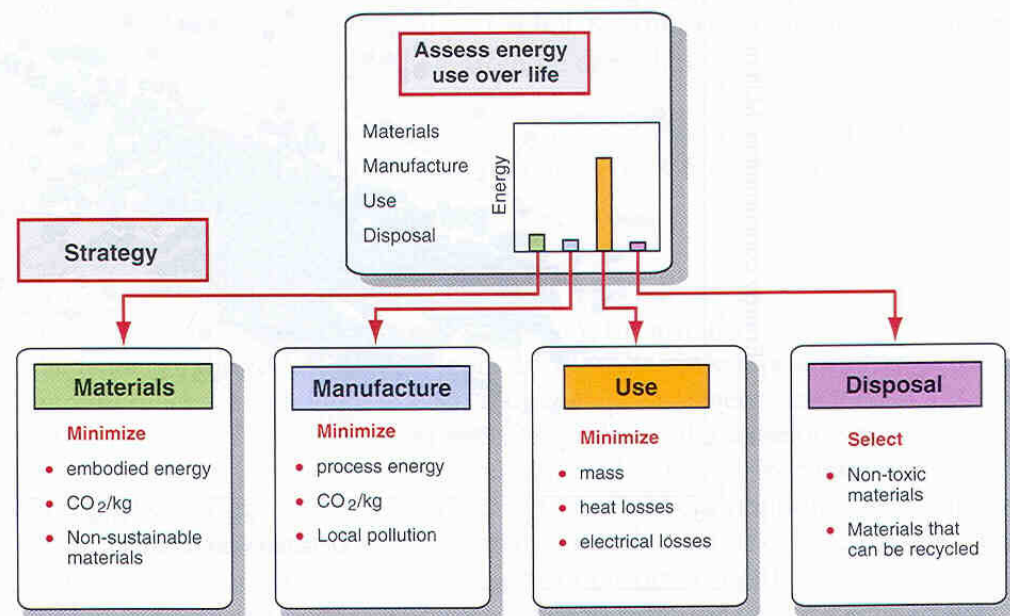 Assess energy
use over life
Materials
Manufacture
Use
Disposal
Energy
Strategy
Materials
Minimize
• embodied energy
• CO2/kg
• Non-sustainable
materials
Manufacture
Minimize
• process energy
• CO2/kg
• Local pollution
Use
Minimize
• mass
• heat losses
• electrical losses
Disposal
Select
• Non-toxic
materials
• Materials that
can be recycled